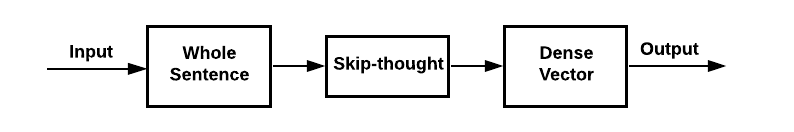 Input
Whole
Sentence
Skip-thought
Dense
Vector
Output